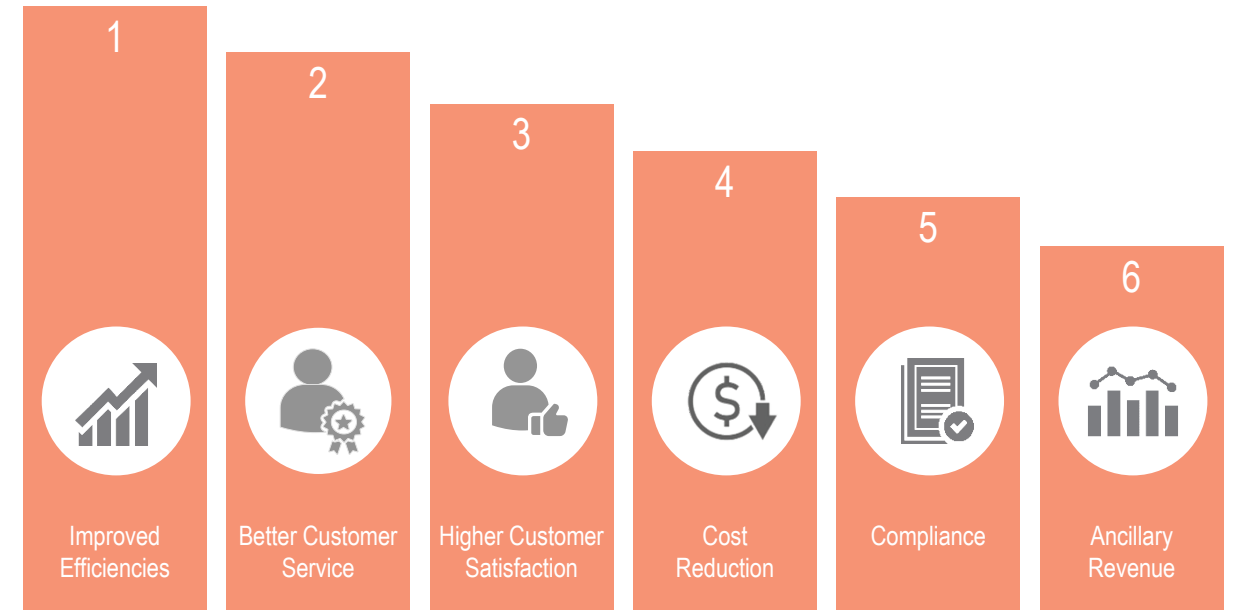 1
2
3
4
5
6
Improved
Efficiencies
Better Customer
Service
Higher Customer
Satisfaction
Cost
Reduction
Compliance
Ancillary
Revenue
$